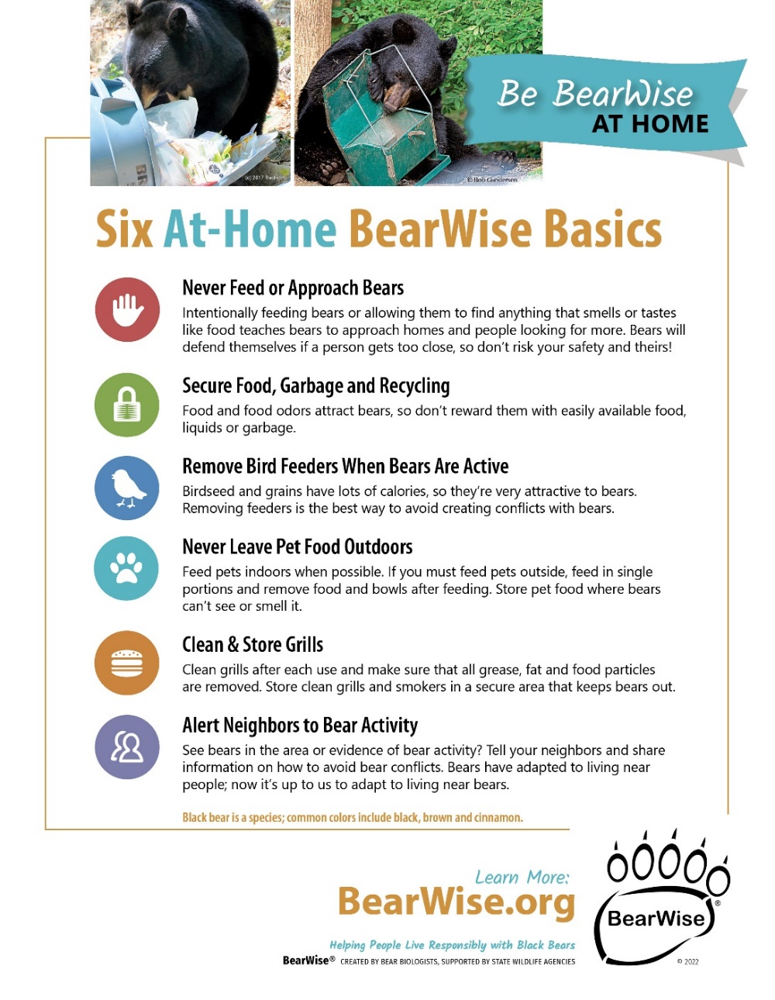 (c) 2017
© Bob Gundersen
Be BearWise
AT HOME
Six At-Home BearWise Basics
Never Feed or Approach Bears
Intentionally feeding bears or allowing them to find anything that smells or tastes
like food teaches bears to approach homes and people looking for more. Bears will
defend themselves if a person gets too close, so don't risk your safety and theirs!
Secure Food, Garbage and Recycling
Food and food odors attract bears, so don't reward them with easily available food,
liquids or garbage.
Remove Bird Feeders When Bears Are Active
Birdseed and grains have lots of calories, so they're very attractive to bears.
Removing feeders is the best way to avoid creating conflicts with bears.
Never Leave Pet Food Outdoors
Feed pets indoors when possible. If you must feed pets outside, feed in single
portions and remove food and bowls after feeding. Store pet food where bears
can't see or smell it.
Clean & Store Grills
Clean grills after each use and make sure that all grease, fat and food particles
are removed. Store clean grills and smokers in a secure area that keeps bears out.
Alert Neighbors to Bear Activity
See bears in the area or evidence of bear activity? Tell your neighbors and share
information on how to avoid bear conflicts. Bears have adapted to living near
people; now it's up to us to adapt to living near bears.
Black bear is a species; common colors include black, brown and cinnamon.
Learn More:
BearWise.org
Helping People Live Responsibly with Black Bears
BearWise® CREATED BY BEAR BIOLOGISTS, SUPPORTED BY STATE WILDLIFE AGENCIES
BearWise®
© 2022